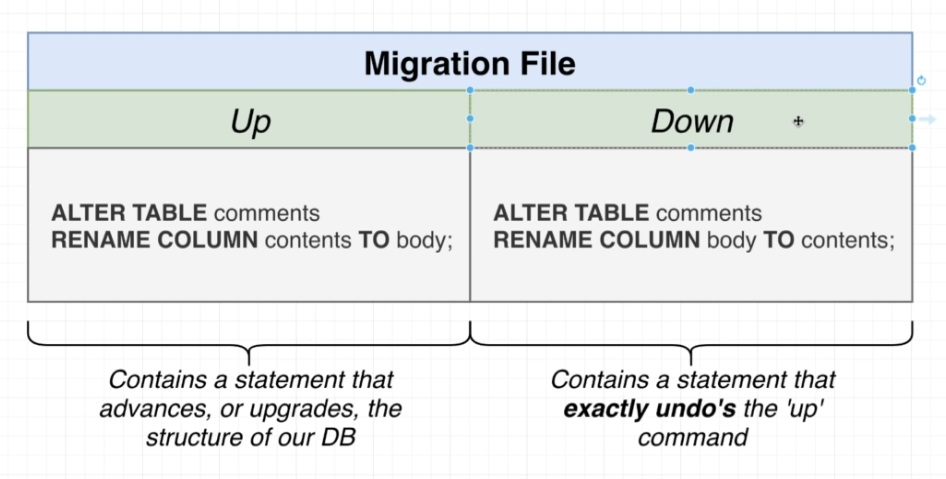 Migration File
Up
Down
ALTER TABLE comments
RENAME COLUMN contents TO body;
ALTER TABLE comments
RENAME COLUMN body TO contents;
Contains a statement that
advances, or upgrades, the
structure of our DB
Contains a statement that
exactly undo's the 'up'
command